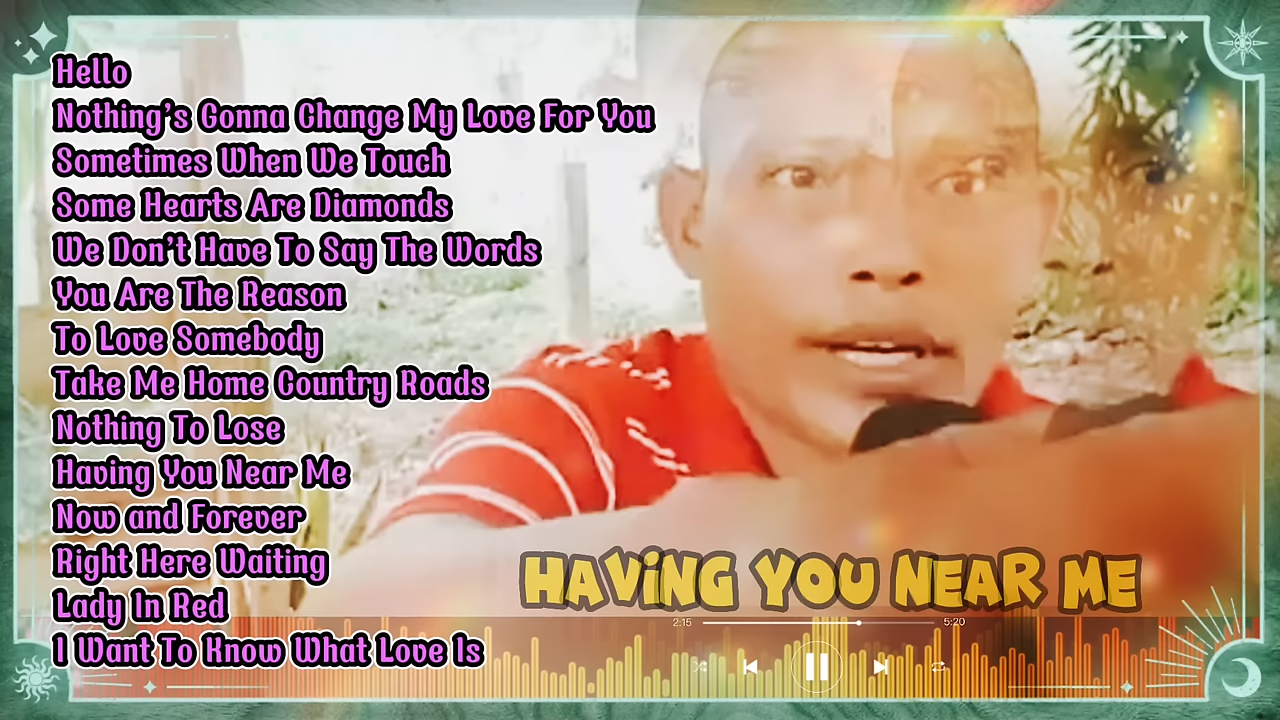 Hello
Nothing's Gonna Change My Love For You
Sometimes When We Touch
Some Hearts Are Diamonds
We Don't Have To Say The Words
You Are The Reason
To Love Somebody
Take Me Home Country Roads
Nothing To Lose
Having You Near Me
Now and Forever
Right Here Waiting
Lady In Red
I Want To Know What Love Is
HAViNG YOU NEAR ME
2:15 5:20